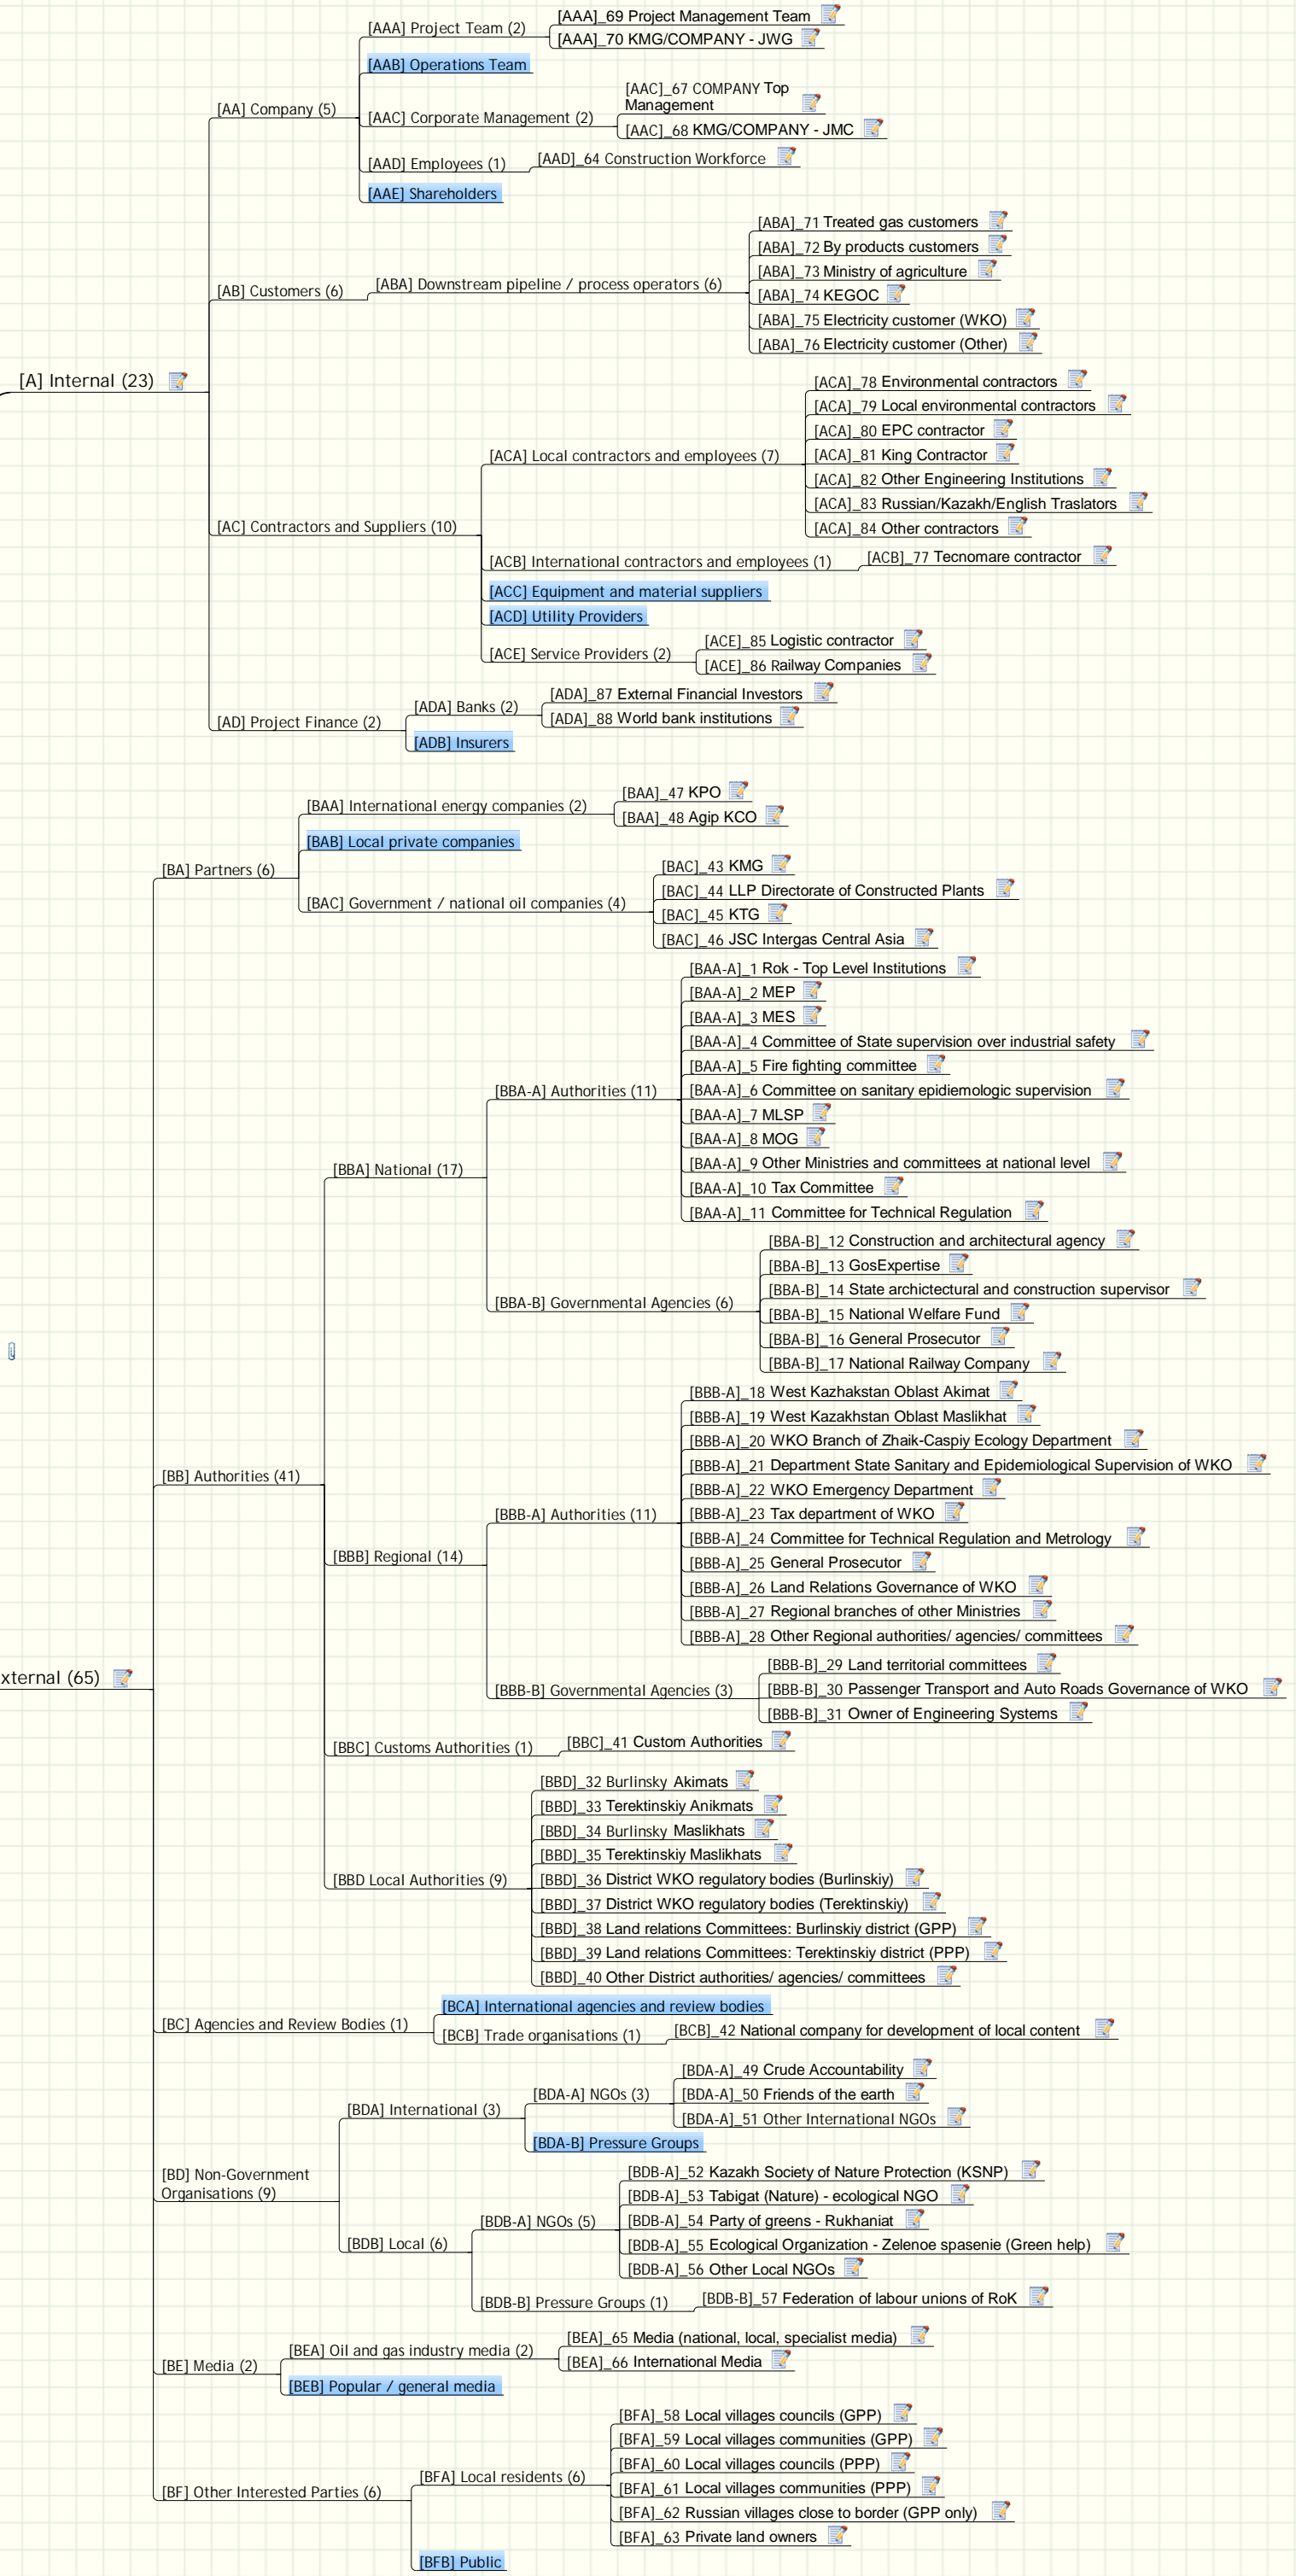 [AAA] Project Team (2)
[AAA]_69 Project Management Team
[AAA]_70 KMG/COMPANY - JWG
[AAB] Operations Team
[AA] Company (5)
[AAC] Corporate Management (2)
[AAC]_67 COMPANY Top
Management
[AAC]_68 KMG/COMPANY - JMC
[AAD] Employees (1)
[AAD]_64 Construction Workforce
[AAE] Shareholders
[AB] Customers (6)
[ABA] Downstream pipeline / process operators (6)
[ABA]_71 Treated gas customers
[ABA]_72 By products customers
[ABA]_73 Ministry of agriculture
[ABA]_74 KEGOC
[ABA]_75 Electricity customer (WKO)
[ABA]_76 Electricity customer (Other)
[A] Internal (23)
[AC] Contractors and Suppliers (10)
[ACA] Local contractors and employees (7)
[ACA]_78 Environmental contractors
[ACA]_79 Local environmental contractors
[ACA]_80 EPC contractor
[ACA]_81 King Contractor
[ACA]_82 Other Engineering Institutions
[ACA]_83 Russian/Kazakh/English Traslators
[ACA]_84 Other contractors
[ACB] International contractors and employees (1)
[ACB]_77 Tecnomare contractor
[ACC] Equipment and material suppliers
[ACD] Utility Providers
[ACE] Service Providers (2)
[ACE]_85 Logistic contractor
[ACE]_86 Railway Companies
[AD] Project Finance (2)
[ADA] Banks (2)
[ADA]_87 External Financial Investors
[ADA]_88 World bank institutions
[ADB] Insurers
[BA] Partners (6)
[BAA] International energy companies (2)
[BAA]_47 KPO
[BAA]_48 Agip KCO
[BAB] Local private companies
[BAC] Government / national oil companies (4)
[BAC]_43 KMG
[BAC]_44 LLP Directorate of Constructed Plants
[BAC]_45 KTG
[BAC]_46 JSC Intergas Central Asia
[BB] Authorities (41)
[BBA] National (17)
[BBA-A] Authorities (11)
[BAA-A]_1 Rok - Top Level Institutions
[BAA-A]_2 MEP
[BAA-A]_3 MES
[BAA-A]_4 Committee of State supervision over industrial safety
[BAA-A]_5 Fire fighting committee
[BAA-A]_6 Committee on sanitary epidemiologic supervision
[BAA-A]_7 MLSP
[BAA-A]_8 MOG
[BAA-A]_9 Other Ministries and committees at national level
[BAA-A]_10 Tax Committee
[BAA-A]_11 Committee for Technical Regulation
[BBA-B] Governmental Agencies (6)
[BBA-B]_12 Construction and architectural agency
[BBA-B]_13 GosExpertise
[BBA-B]_14 State archictectural and construction supervisor
[BBA-B]_15 National Welfare Fund
[BBA-B]_16 General Prosecutor
[BBA-B]_17 National Railway Company
[BBB] Regional (14)
[BBB-A] Authorities (11)
[BBB-A]_18 West Kazhakstan Oblast Akimat
[BBB-A]_19 West Kazakhstan Oblast Maslikhat
[BBB-A]_20 WKO Branch of Zhaik-Caspiy Ecology Department
[BBB-A]_21 Department State Sanitary and Epidemiological Supervision of WKO
[BBB-A]_22 WKO Emergency Department
[BBB-A]_23 Tax department of WKO
[BBB-A]_24 Committee for Technical Regulation and Metrology
[BBB-A]_25 General Prosecutor
[BBB-A]_26 Land Relations Governance of WKO
[BBB-A]_27 Regional branches of other Ministries
[BBB-A]_28 Other Regional authorities/ agencies/ committees
[BBB-B] Governmental Agencies (3)
[BBB-B]_29 Land territorial committees
[BBB-B]_30 Passenger Transport and Auto Roads Governance of WKO
[BBB-B]_31 Owner of Engineering Systems
xternal (65)
[BBC] Customs Authorities (1)
[BBC]_41 Custom Authorities
[BBD Local Authorities (9)
[BBD]_32 Burlinsky Akimats
[BBD]_33 Terektinskiy Anikmats
[BBD]_34 Burlinsky Maslikhats
[BBD]_35 Terektinskiy Maslikhats
[BBD]_36 District WKO regulatory bodies (Burlinskiy)
[BBD]_37 District WKO regulatory bodies (Terektinskiy)
[BBD]_38 Land relations Committees: Burlinskiy district (GPP)
[BBD]_39 Land relations Committees: Terektinskiy district (PPP)
[BBD]_40 Other District authorities/ agencies/ committees
[BC] Agencies and Review Bodies (1)
[BCA] International agencies and review bodies
[BCB] Trade organisations (1)
[BCB]_42 National company for development of local content
[BD] Non-Government
Organisations (9)
[BDA] International (3)
[BDA-A] NGOs (3)
[BDA-A]_49 Crude Accountability
[BDA-A]_50 Friends of the earth
[BDA-A]_51 Other International NGOs
[BDA-B] Pressure Groups
[BDB] Local (6)
[BDB-A] NGOs (5)
[BDB-A]_52 Kazakh Society of Nature Protection (KSNP)
[BDB-A]_53 Tabigat (Nature) - ecological NGO
[BDB-A]_54 Party of greens - Rukhaniat
[BDB-A]_55 Ecological Organization - Zelenoe spasenie (Green help)
[BDB-A]_56 Other Local NGOs
[BDB-B] Pressure Groups (1)
[BDB-B]_57 Federation of labour unions of RoK
[BE] Media (2)
[BEA] Oil and gas industry media (2)
[BEA]_65 Media (national, local, specialist media)
[BEA]_66 International Media
[BEB] Popular / general media
[BF] Other Interested Parties (6)
[BFA] Local residents (6)
[BFA]_58 Local villages councils (GPP)
[BFA]_59 Local villages communities (GPP)
[BFA]_60 Local villages councils (PPP)
[BFA]_61 Local villages communities (PPP)
[BFA]_62 Russian villages close to border (GPP only)
[BFA]_63 Private land owners
[BFB] Public